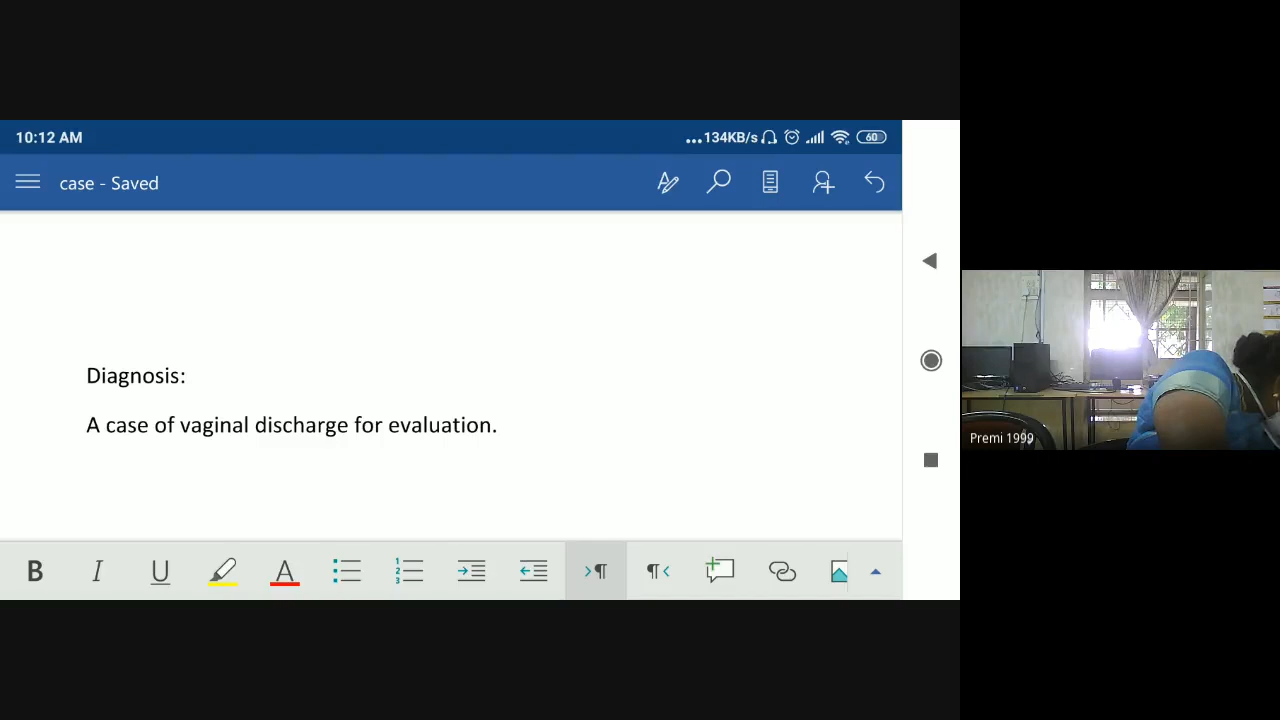 10:12 AM
...134KB/s
60
case - Saved
Diagnosis:
A case of vaginal discharge for evaluation.
B I U A
Premi 1999